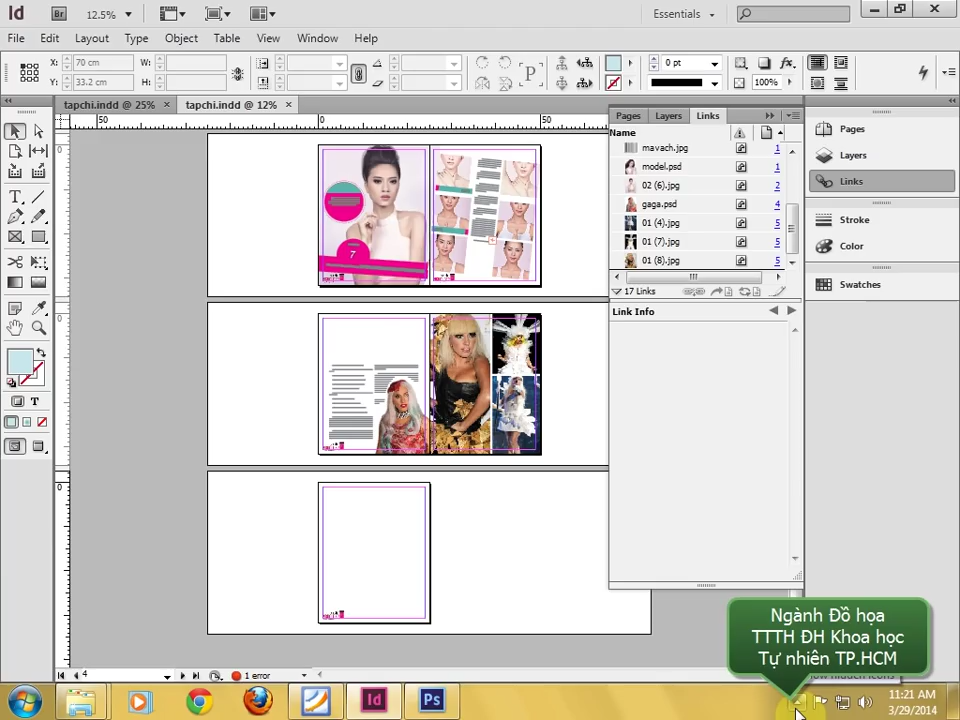 Id Br 12.5% Essentials
File Edit Layout Type Object Table View Window Help
X: 70 cm W: 0 pt
Y: 33.2 cm H: 100%
tapchi.indd @ 25% × tapchi.indd @ 12% ×
50 0 50
Pages Layers Links
Name
mavach.jpg 1
model.psd 1
02 (6).jpg 2
gaga.psd 4
01 (4).jpg 5
01 (7).jpg 5
01 (8).jpg 5
17 Links
Link Info
Pages
Layers
Links
Stroke
Color
Swatches
7
4 1 error
Ngành Đồ họa
TTTH ĐH Khoa học
Tự nhiên TP.HCM
Id Ps
11:21 AM
3/29/2014